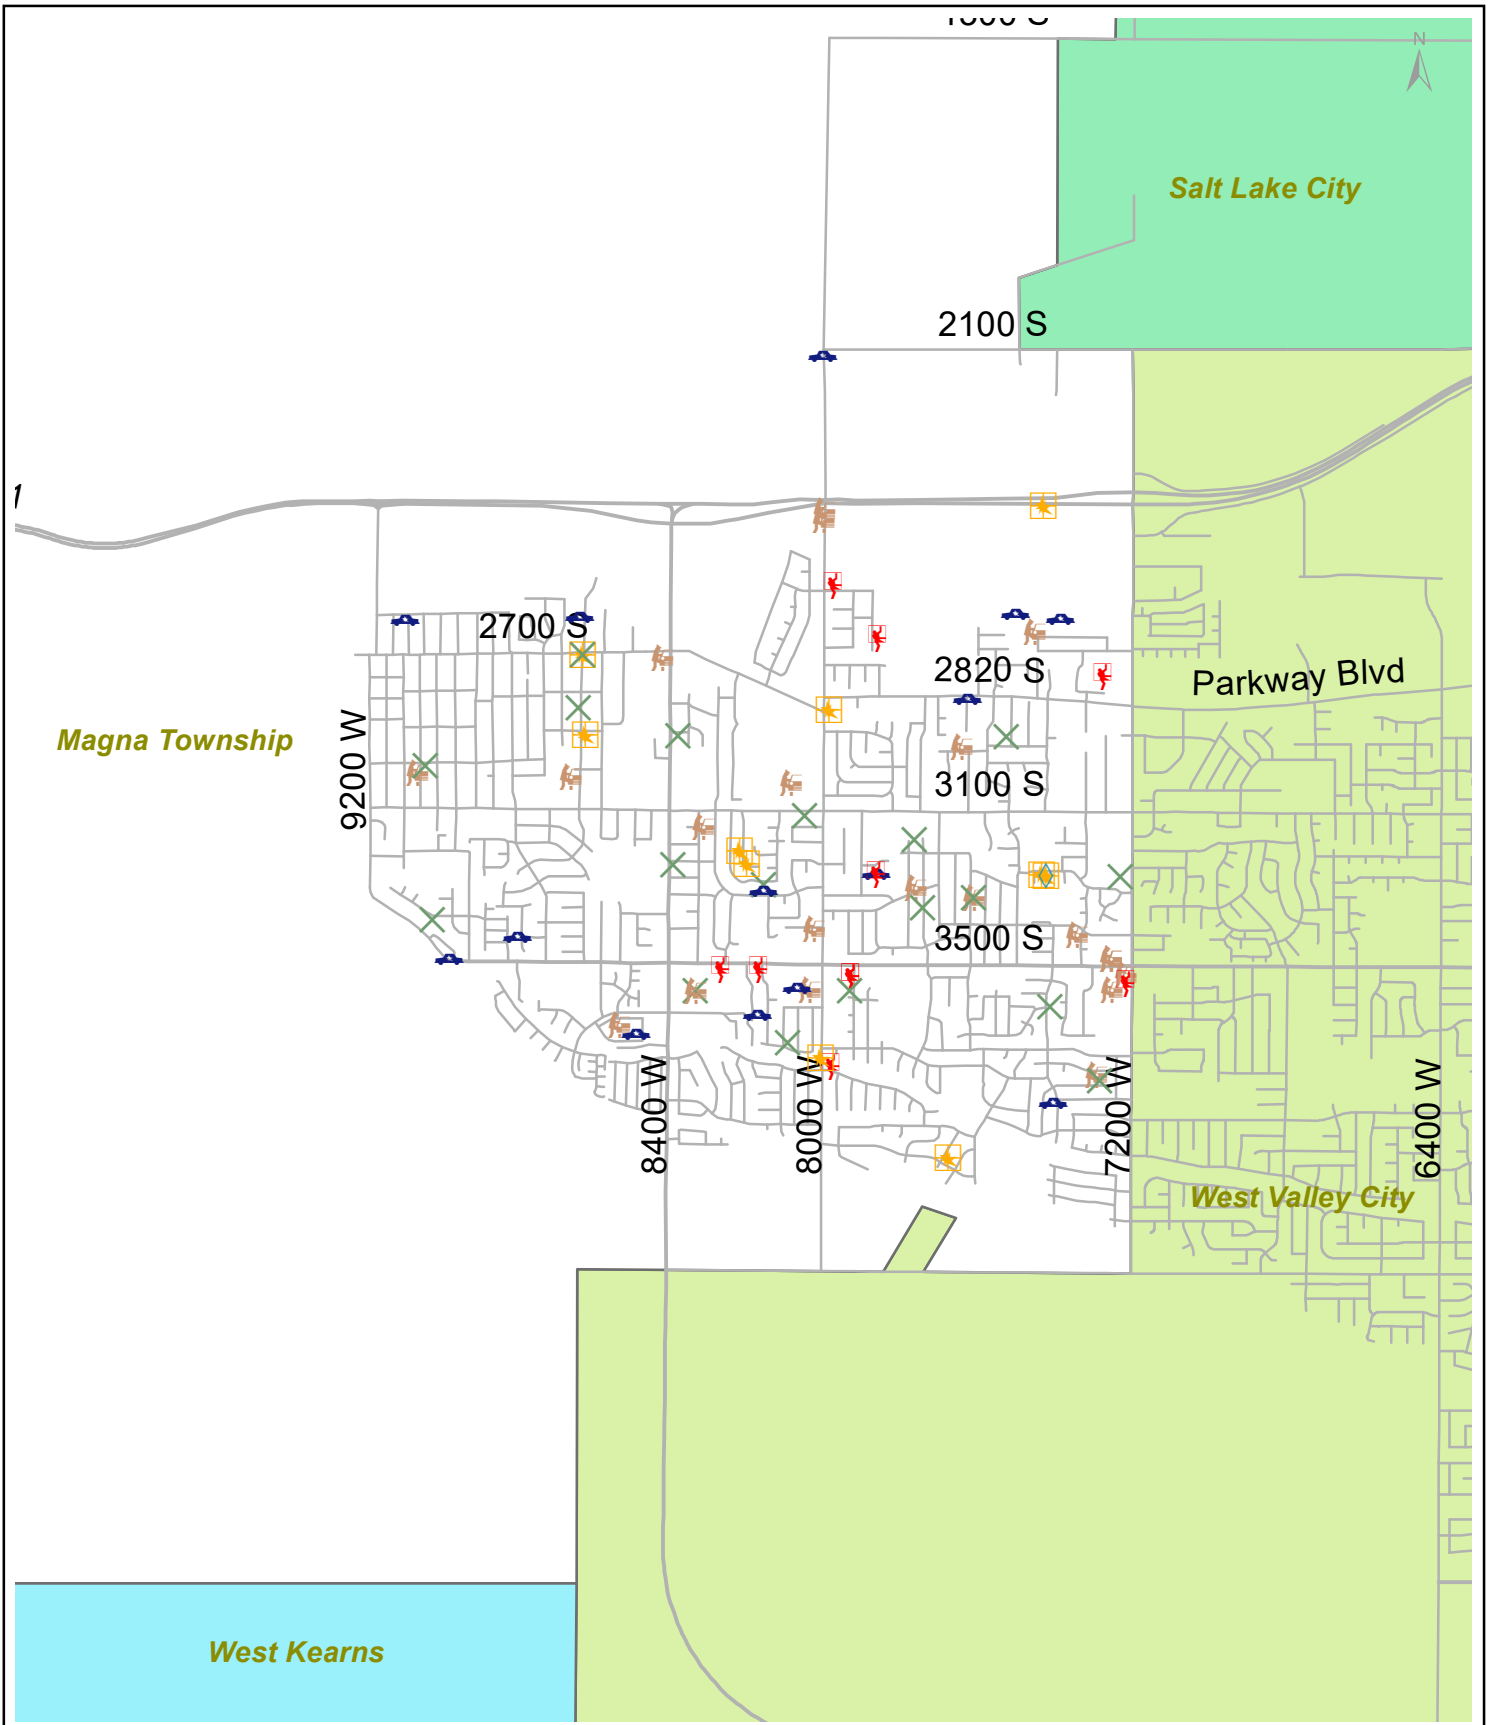 N
Salt Lake City
2100 S
2700 S
2820 S
Parkway Blvd
Magna Township
9200 W
3100 S
3500 S
8400 W
8000 W
7200 W
6400 W
West Valley City
West Kearns